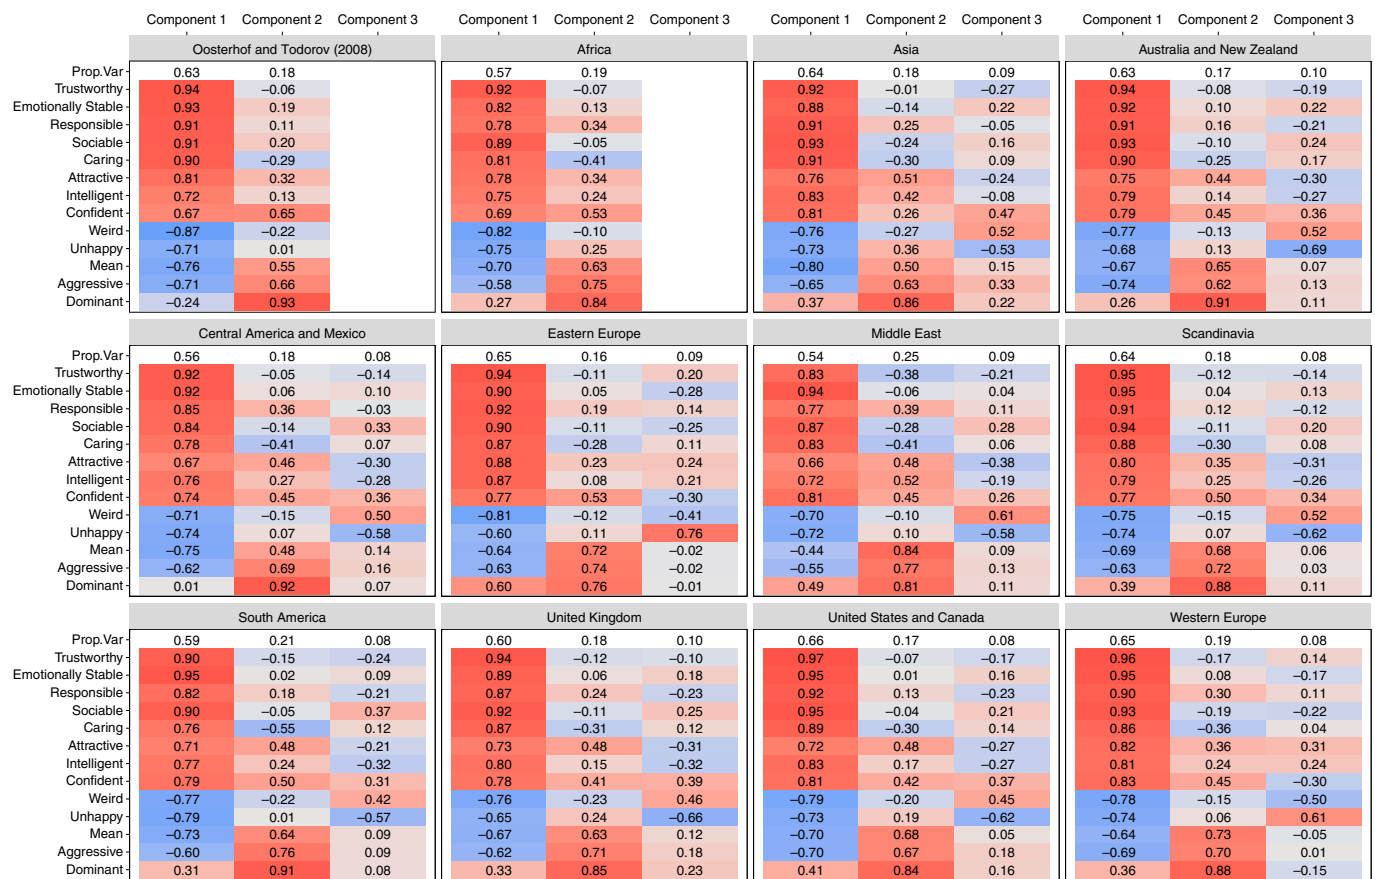 Component 1 Component 2 Component 3 Component 1 Component 2 Component 3 Component 1 Component 2 Component 3 Component 1 Component 2 Component 3
Oosterhof and Todorov (2008) Africa Asia Australia and New Zealand
Prop.Var 0.63 0.18 0.57 0.19 0.64 0.18 0.09 0.63 0.17 0.10
Trustworthy 0.94 −0.06 0.92 −0.07 0.92 −0.01 −0.27 0.94 −0.08 −0.19
Emotionally Stable 0.93 0.19 0.82 0.13 0.88 −0.14 0.22 0.92 0.10 0.22
Responsible 0.91 0.11 0.78 0.34 0.91 0.25 −0.05 0.91 0.16 −0.21
Sociable 0.91 0.20 0.89 −0.05 0.93 −0.24 0.16 0.93 −0.10 0.24
Caring 0.90 −0.29 0.81 −0.41 0.91 −0.30 0.09 0.90 −0.25 0.17
Attractive 0.81 0.32 0.78 0.34 0.76 0.51 −0.24 0.75 0.44 −0.30
Intelligent 0.72 0.13 0.75 0.24 0.83 0.42 −0.08 0.79 0.14 −0.27
Confident 0.67 0.65 0.69 0.53 0.81 0.26 0.47 0.79 0.45 0.36
Weird −0.87 −0.22 −0.82 −0.10 −0.76 −0.27 0.52 −0.77 −0.13 0.52
Unhappy −0.71 0.01 −0.75 0.25 −0.73 0.36 −0.53 −0.68 0.13 −0.69
Mean −0.76 0.55 −0.70 0.63 −0.80 0.50 0.15 −0.67 0.65 0.07
Aggressive −0.71 0.66 −0.58 0.75 −0.65 0.63 0.33 −0.74 0.62 0.13
Dominant −0.24 0.93 0.27 0.84 0.37 0.86 0.22 0.26 0.91 0.11
Central America and Mexico Eastern Europe Middle East Scandinavia
Prop.Var 0.56 0.18 0.08 0.65 0.16 0.09 0.54 0.25 0.09 0.64 0.18 0.08
Trustworthy 0.92 −0.05 −0.14 0.94 −0.11 0.20 0.83 −0.38 −0.21 0.95 −0.12 −0.14
Emotionally Stable 0.92 0.06 0.10 0.90 0.05 −0.28 0.94 −0.06 0.04 0.95 0.04 0.13
Responsible 0.85 0.36 −0.03 0.92 0.19 0.14 0.77 0.39 0.11 0.91 0.12 −0.12
Sociable 0.84 −0.14 0.33 0.90 −0.11 −0.25 0.87 −0.28 0.28 0.94 −0.11 0.20
Caring 0.78 −0.41 0.07 0.87 −0.28 0.11 0.83 −0.41 0.06 0.88 −0.30 0.08
Attractive 0.67 0.46 −0.30 0.88 0.23 0.24 0.66 0.48 −0.38 0.80 0.35 −0.31
Intelligent 0.76 0.27 −0.28 0.87 0.08 0.21 0.72 0.52 −0.19 0.79 0.25 −0.26
Confident 0.74 0.45 0.36 0.77 0.53 −0.30 0.81 0.45 0.26 0.77 0.50 0.34
Weird −0.71 −0.15 0.50 −0.81 −0.12 −0.41 −0.70 −0.10 0.61 −0.75 −0.15 0.52
Unhappy −0.74 0.07 −0.58 −0.60 0.11 0.76 −0.72 0.10 −0.58 −0.74 0.07 −0.62
Mean −0.75 0.48 0.14 −0.64 0.72 −0.02 −0.44 0.84 0.09 −0.69 0.68 0.06
Aggressive −0.62 0.69 0.16 −0.63 0.74 −0.02 −0.55 0.77 0.13 −0.63 0.72 0.03
Dominant 0.01 0.92 0.07 0.60 0.76 −0.01 0.49 0.81 0.11 0.39 0.88 0.11
South America United Kingdom United States and Canada Western Europe
Prop.Var 0.59 0.21 0.08 0.60 0.18 0.10 0.66 0.17 0.08 0.65 0.19 0.08
Trustworthy 0.90 −0.15 −0.24 0.94 −0.12 −0.10 0.97 −0.07 −0.17 0.96 −0.17 0.14
Emotionally Stable 0.95 0.02 0.09 0.89 0.06 0.18 0.95 0.01 0.16 0.95 0.08 −0.17
Responsible 0.82 0.18 −0.21 0.87 0.24 −0.23 0.92 0.13 −0.23 0.90 0.30 0.11
Sociable 0.90 −0.05 0.37 0.92 −0.11 0.25 0.95 −0.04 0.21 0.93 −0.19 −0.22
Caring 0.76 −0.55 0.12 0.87 −0.31 0.12 0.89 −0.30 0.14 0.86 −0.36 0.04
Attractive 0.71 0.48 −0.21 0.73 0.48 −0.31 0.72 0.48 −0.27 0.82 0.36 0.31
Intelligent 0.77 0.24 −0.32 0.80 0.15 −0.32 0.83 0.17 −0.27 0.81 0.24 0.24
Confident 0.79 0.50 0.31 0.78 0.41 0.39 0.81 0.42 0.37 0.83 0.45 −0.30
Weird −0.77 −0.22 0.42 −0.76 −0.23 0.46 −0.79 −0.20 0.45 −0.78 −0.15 −0.50
Unhappy −0.79 0.01 −0.57 −0.65 0.24 −0.66 −0.73 0.19 −0.62 −0.74 0.06 0.61
Mean −0.73 0.64 0.09 −0.67 0.63 0.12 −0.70 0.68 0.05 −0.64 0.73 −0.05
Aggressive −0.60 0.76 0.09 −0.62 0.71 0.18 −0.70 0.67 0.18 −0.69 0.70 0.01
Dominant 0.31 0.91 0.08 0.33 0.85 0.23 0.41 0.84 0.16 0.36 0.88 −0.15